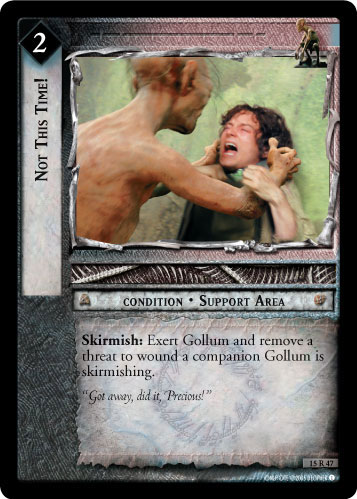 2
NOT THIS TIME!
CONDITION • SUPPORT AREA
Skirmish: Exert Gollum and remove a
threat to wound a companion Gollum is
skirmishing.
“Got away, did it, Precious!”
15 R 47